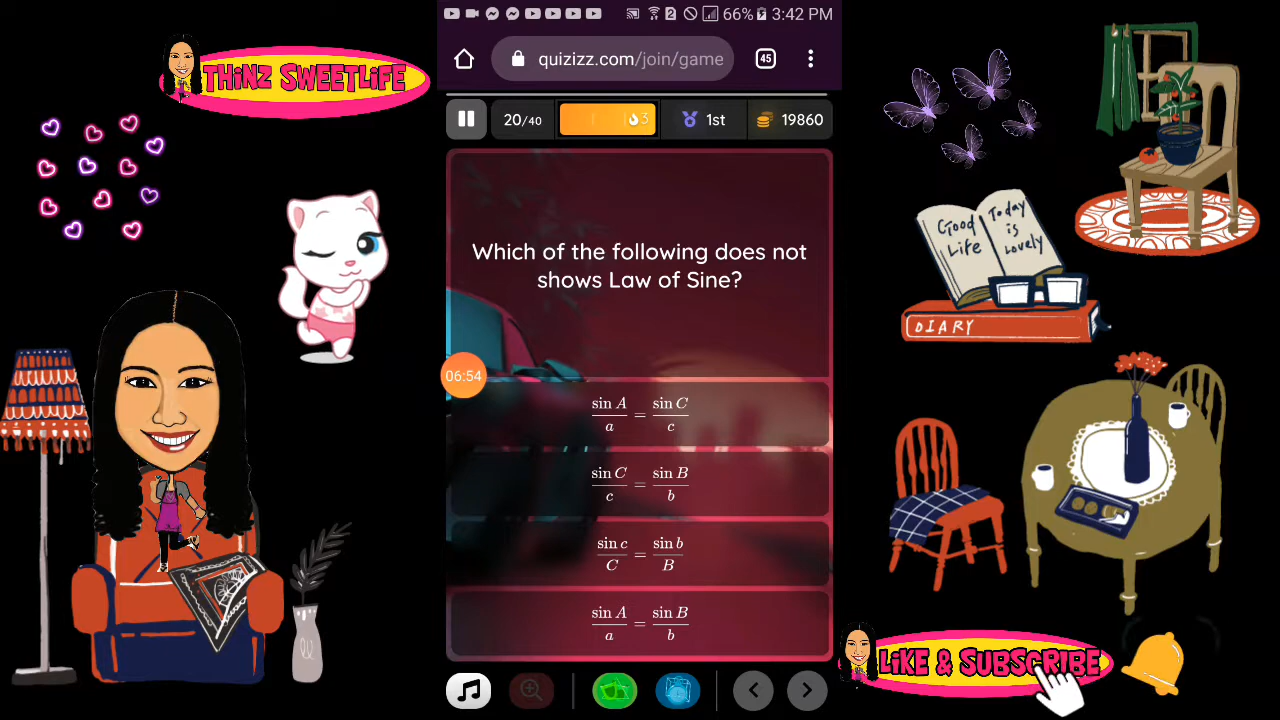 66% 3:42 PM
THiNZ SWEETLIFE
quizizz.com/join/game
45
20/40
3
1st
19860
Which of the following does not
shows Law of Sine?
06:54
sin A / a = sin C / c
sin C / c = sin B / b
sin c / C = sin b / B
sin A / a = sin B / b
Good
Life
Today
is
Lovely
DIARY
LiKE & SUBSCRIBE